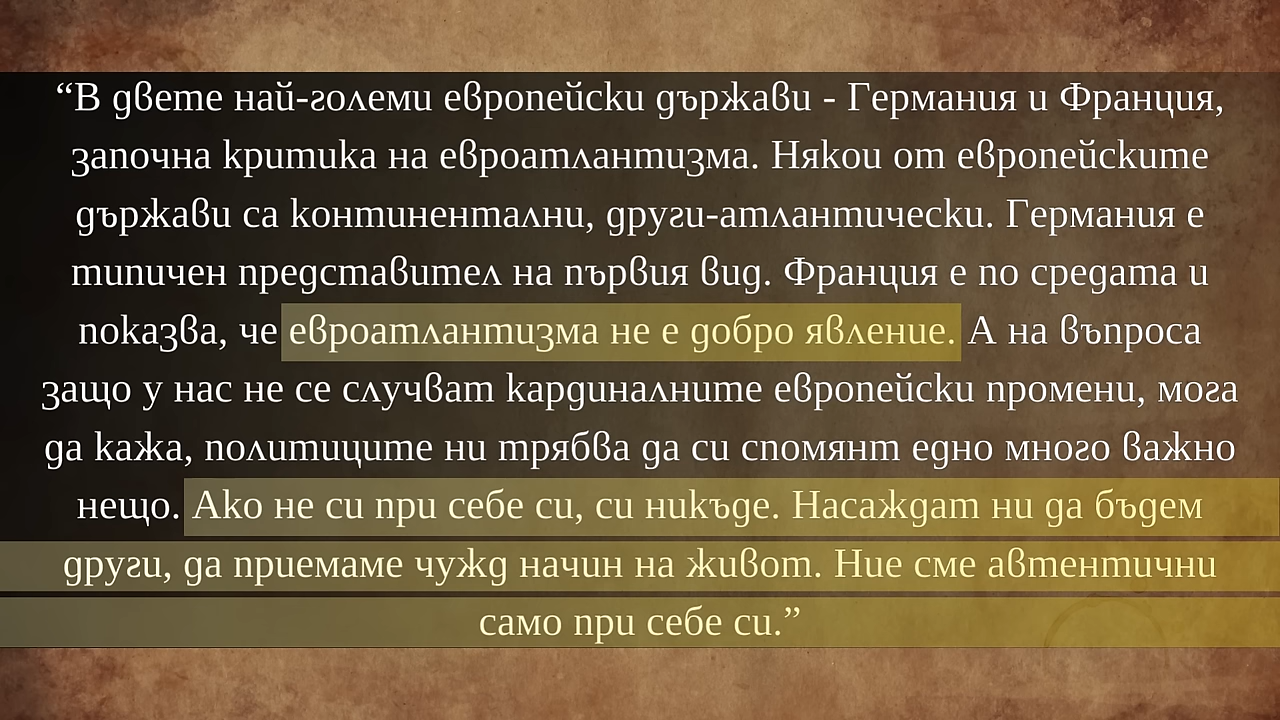 “В двете най-големи европейски държави - Германия и Франция,
започна критика на евроатлантизма. Някои от европейските
държави са континентални, други-атлантически. Германия е
типичен представител на първия вид. Франция е по средата и
показва, че евроатлантизма не е добро явление. А на въпроса
защо у нас не се случват кардиналните европейски промени, мога
да кажа, политиците ни трябва да си спомянт едно много важно
нещо. Ако не си при себе си, си никъде. Насаждат ни да бъдем
други, да приемаме чужд начин на живот. Ние сме автентични
само при себе си.”